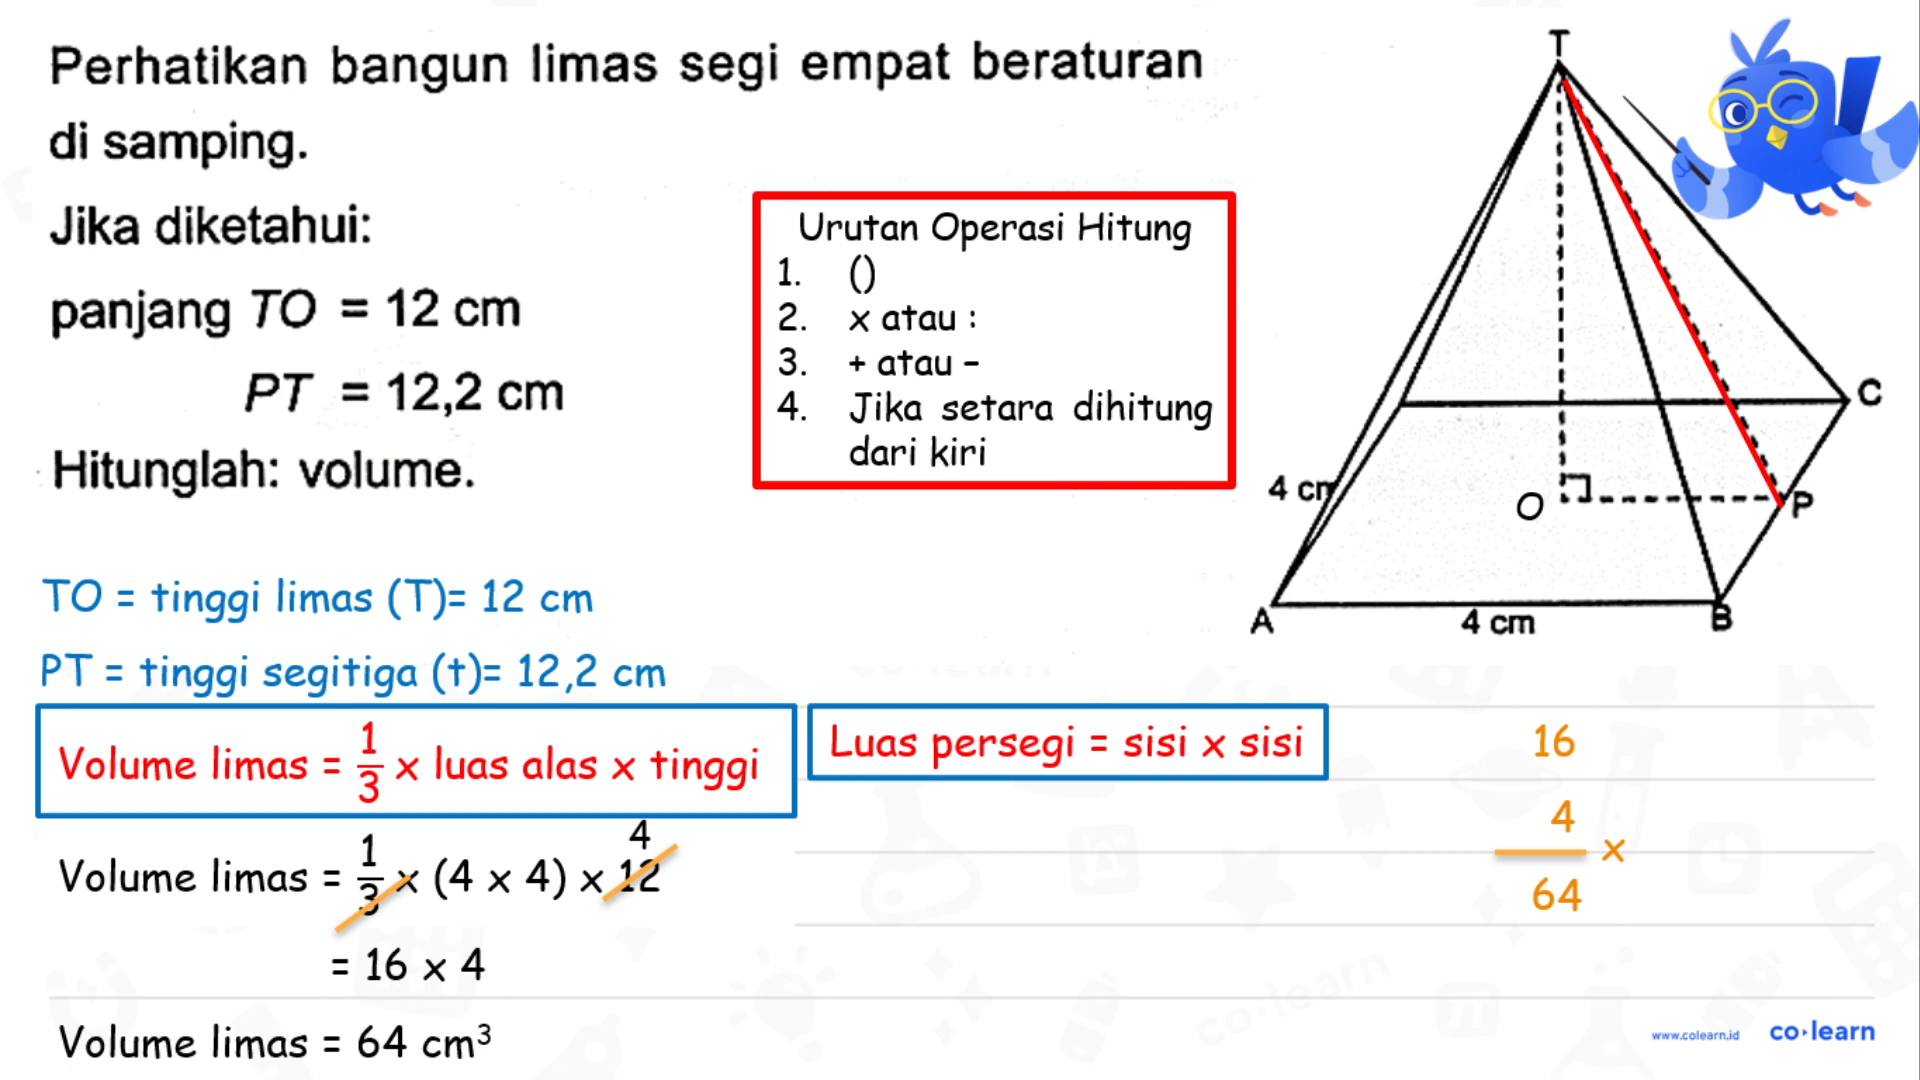 Perhatikan bangun limas segi empat beraturan
di samping.
Jika diketahui:
panjang TO = 12 cm
PT = 12,2 cm
Hitunglah: volume.
Urutan Operasi Hitung
1. ()
2. x atau :
3. + atau –
4. Jika setara dihitung
dari kiri
T
C
4 cm
O
P
A
4 cm
B
TO = tinggi limas (T)= 12 cm
PT = tinggi segitiga (t)= 12,2 cm
Volume limas = 1/3 x luas alas x tinggi
Luas persegi = sisi x sisi
4
Volume limas = 1/3 x (4 x 4) x 12
= 16 x 4
Volume limas = 64 cm³
16
4
x
64
www.colearn.id
co·learn